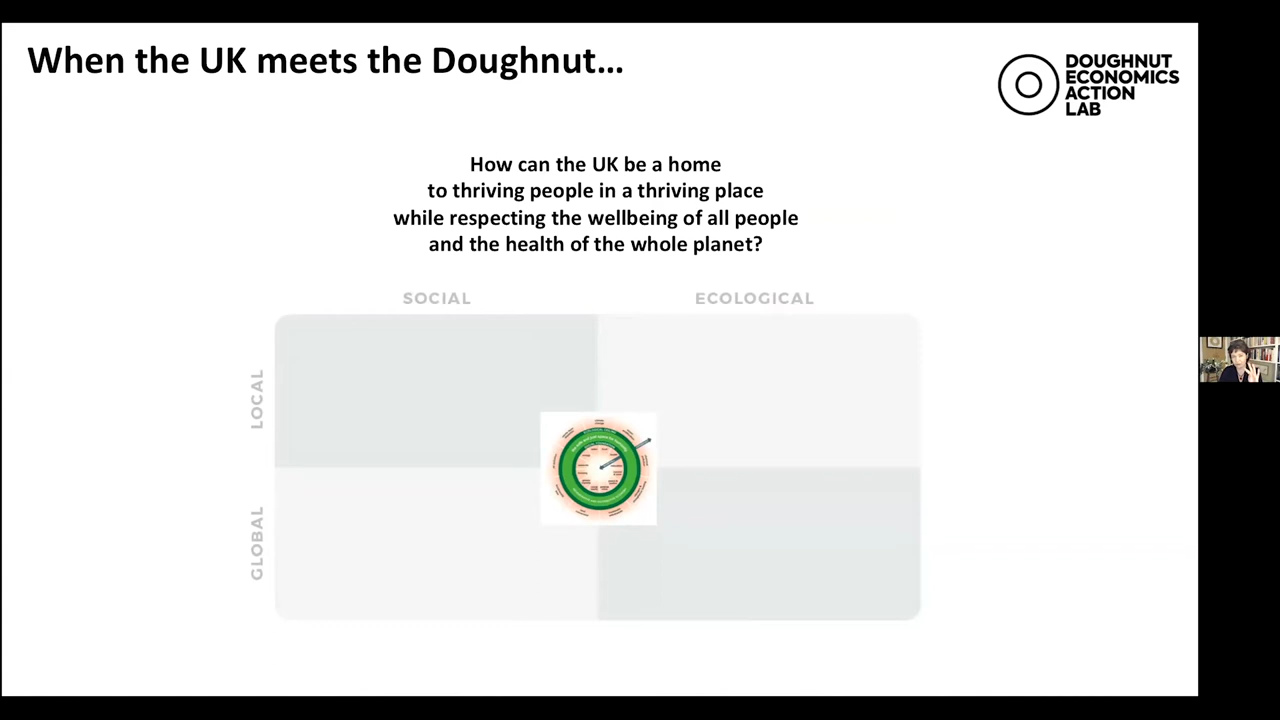 When the UK meets the Doughnut…
DOUGHNUT
ECONOMICS
ACTION
LAB
How can the UK be a home
to thriving people in a thriving place
while respecting the wellbeing of all people
and the health of the whole planet?
SOCIAL
ECOLOGICAL
LOCAL
GLOBAL